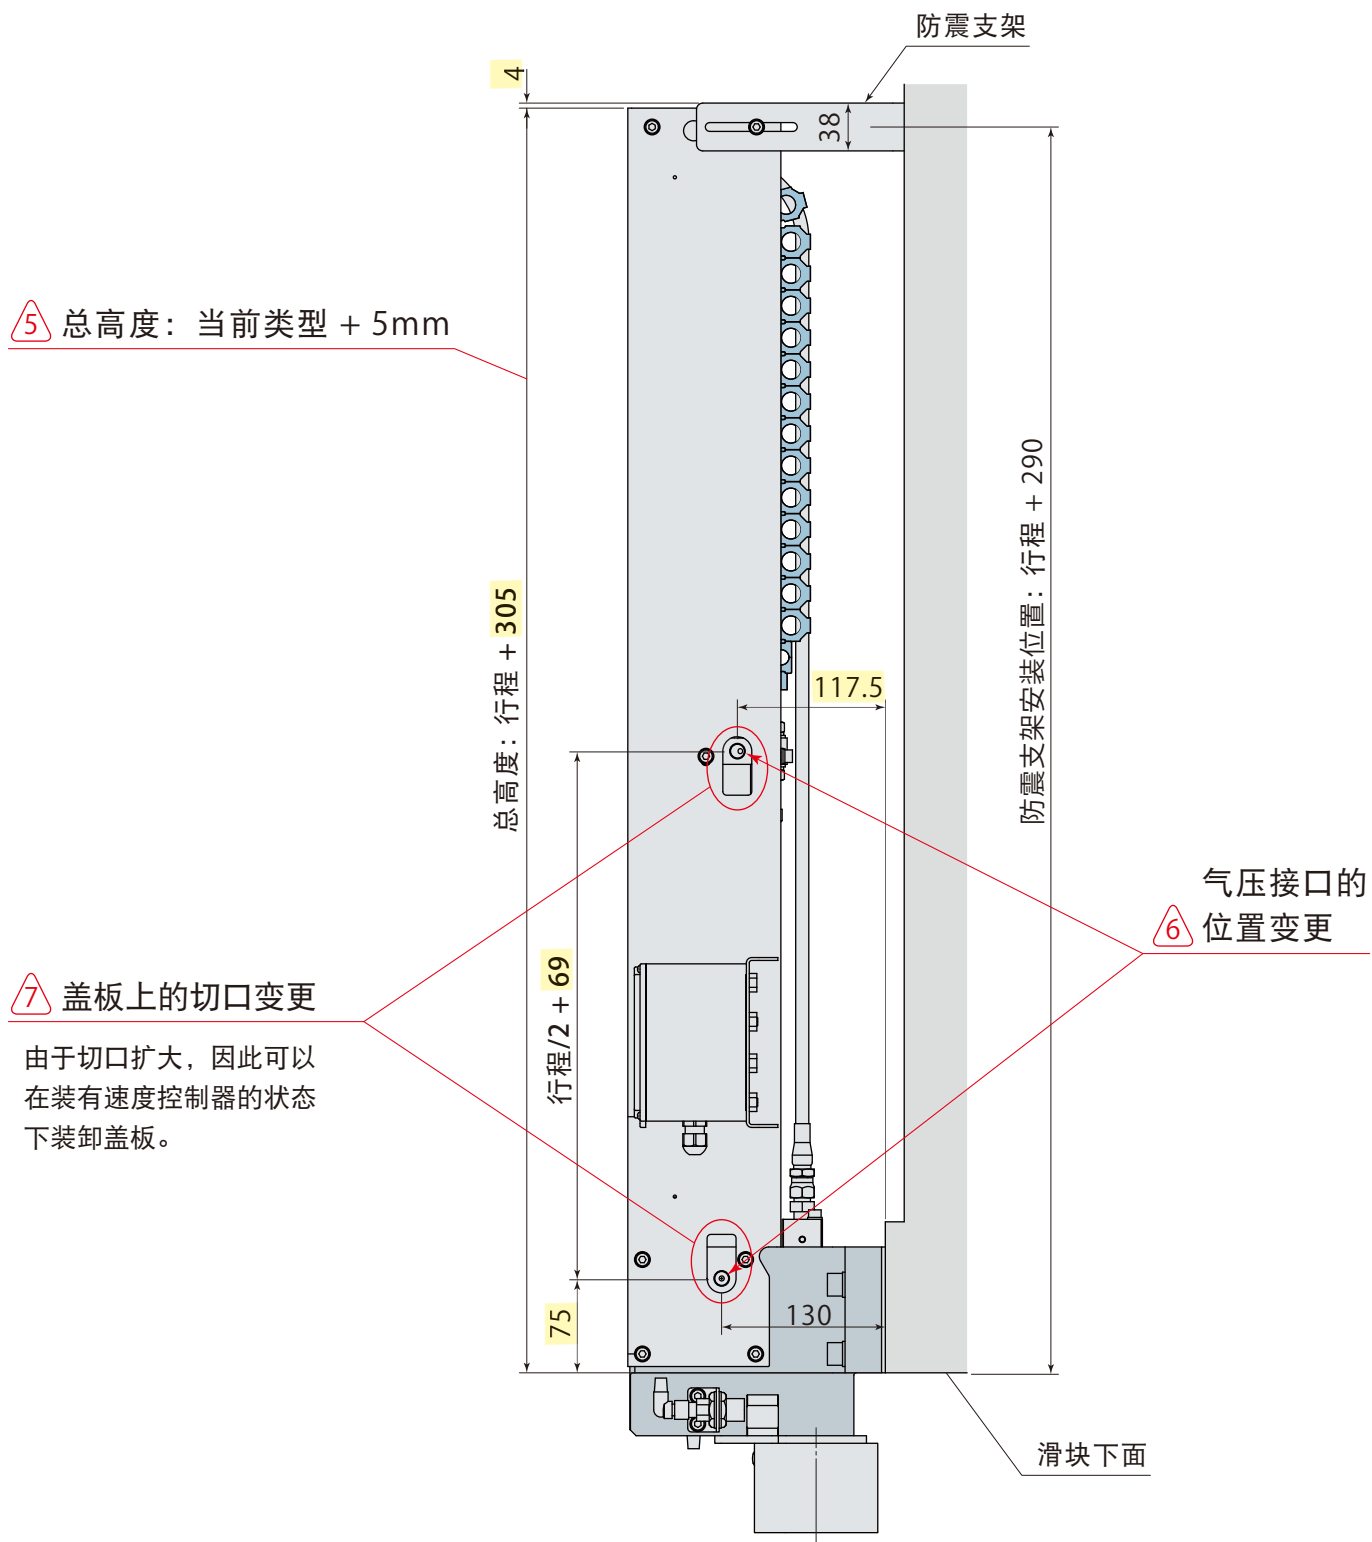 防震支架
4
38
5 总高度：当前类型 + 5mm
防震支架安装位置：行程 + 290
总高度：行程 + 305
117.5
气压接口的
6 位置变更
行程/2 + 69
7 盖板上的切口变更
由于切口扩大，因此可以
在装有速度控制器的状态
下装卸盖板。
75
130
滑块下面